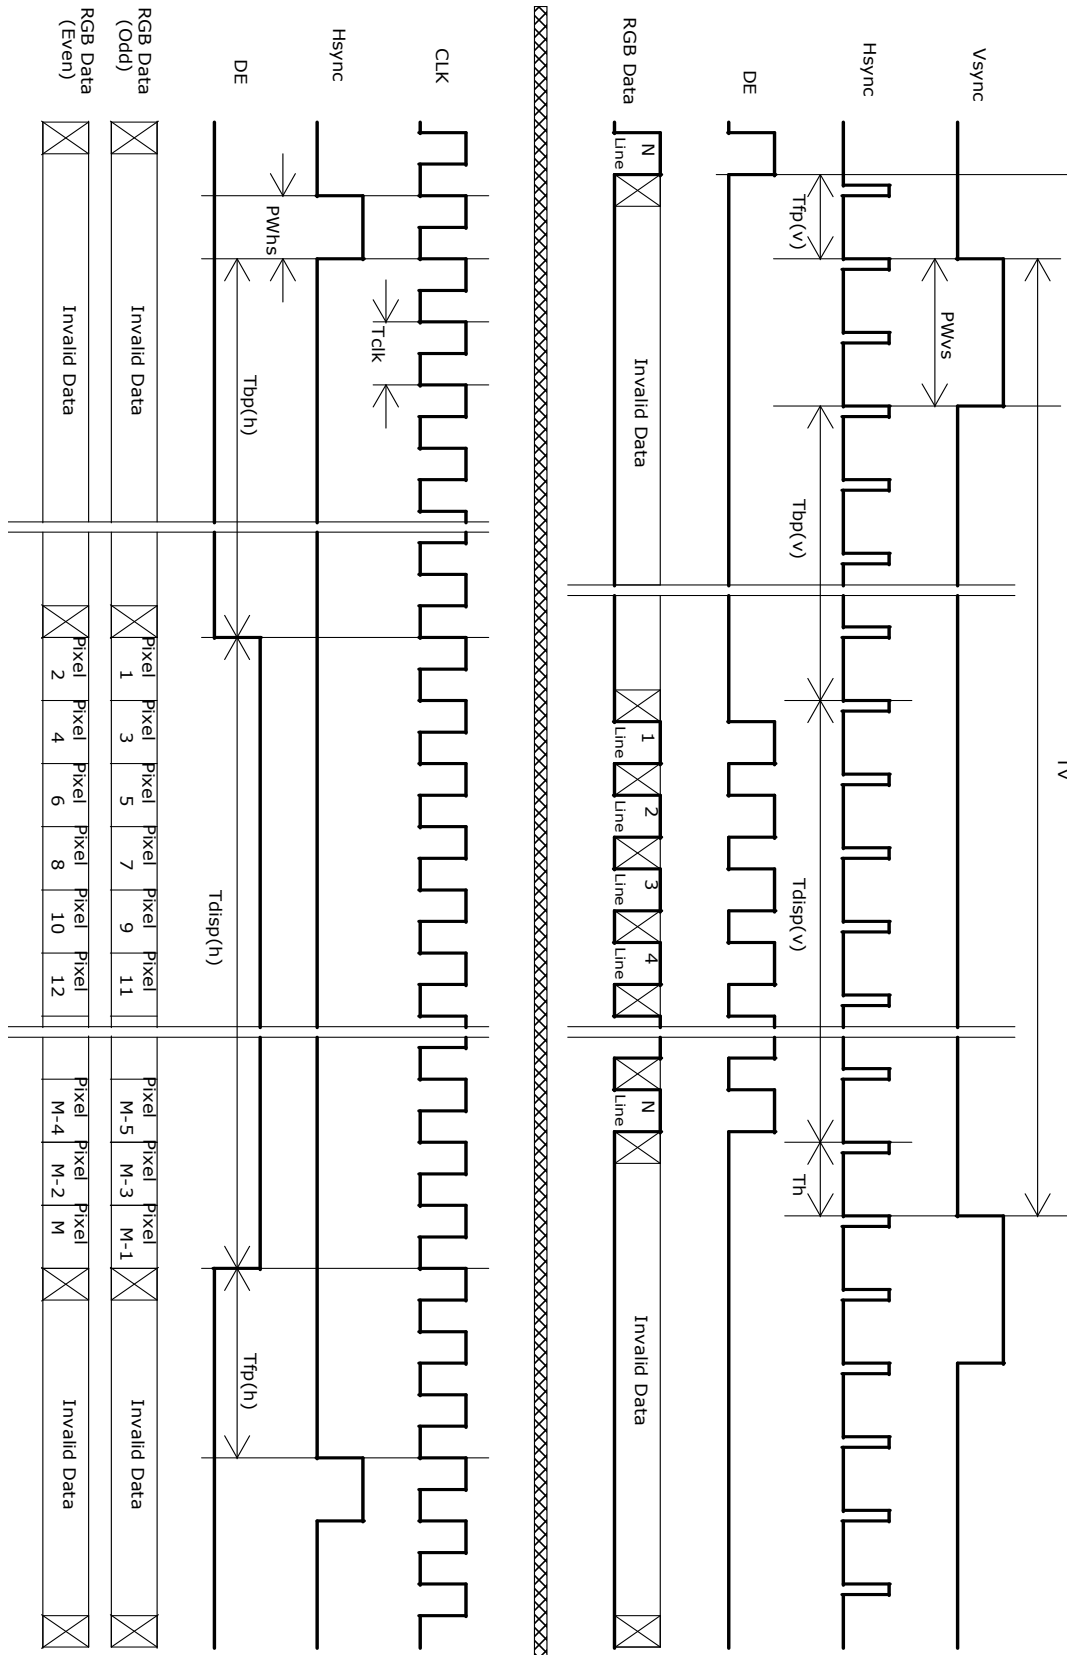 Tv
Vsync
PWvs
Hsync
Tfp(v)
Tbp(v)
Tdisp(v)
Th
DE
RGB Data
N
Line
Invalid Data
1
Line
2
Line
3
Line
4
Line
N
Line
Invalid Data
CLK
Tclk
Hsync
PWhs
DE
Tbp(h)
Tdisp(h)
Tfp(h)
RGB Data
(Odd)
Invalid Data
Pixel
1
Pixel
3
Pixel
5
Pixel
7
Pixel
9
Pixel
11
Pixel
M-5
Pixel
M-3
Pixel
M-1
Invalid Data
RGB Data
(Even)
Invalid Data
Pixel
2
Pixel
4
Pixel
6
Pixel
8
Pixel
10
Pixel
12
Pixel
M-4
Pixel
M-2
Pixel
M
Invalid Data